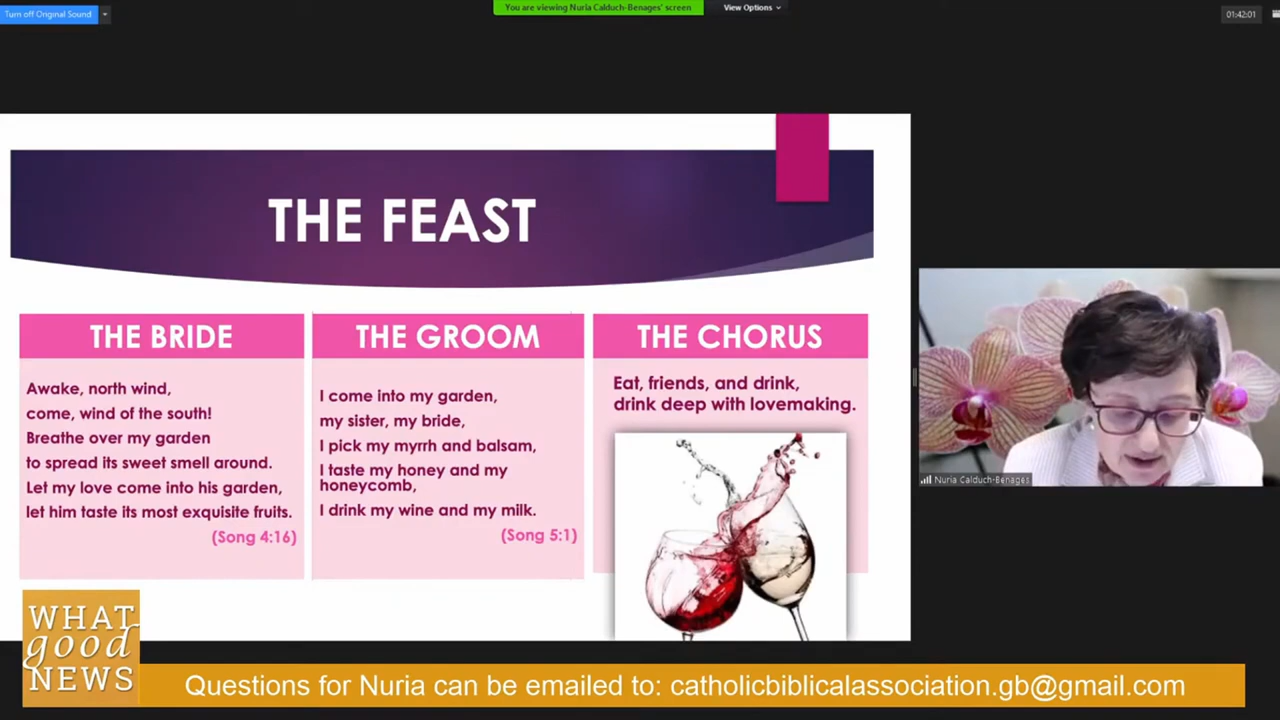 Turn off Original Sound
You are viewing Nuria Calduch-Benages' screen
View Options
01:42:01
THE FEAST
THE BRIDE
Awake, north wind,
come, wind of the south!
Breathe over my garden
to spread its sweet smell around.
Let my love come into his garden,
let him taste its most exquisite fruits.
(Song 4:16)
THE GROOM
I come into my garden,
my sister, my bride,
I pick my myrrh and balsam,
I taste my honey and my
honeycomb,
I drink my wine and my milk.
(Song 5:1)
THE CHORUS
Eat, friends, and drink,
drink deep with lovemaking.
Nuria Calduch-Benages
WHAT
good
NEWS
Questions for Nuria can be emailed to: catholicbiblicalassociation.gb@gmail.com